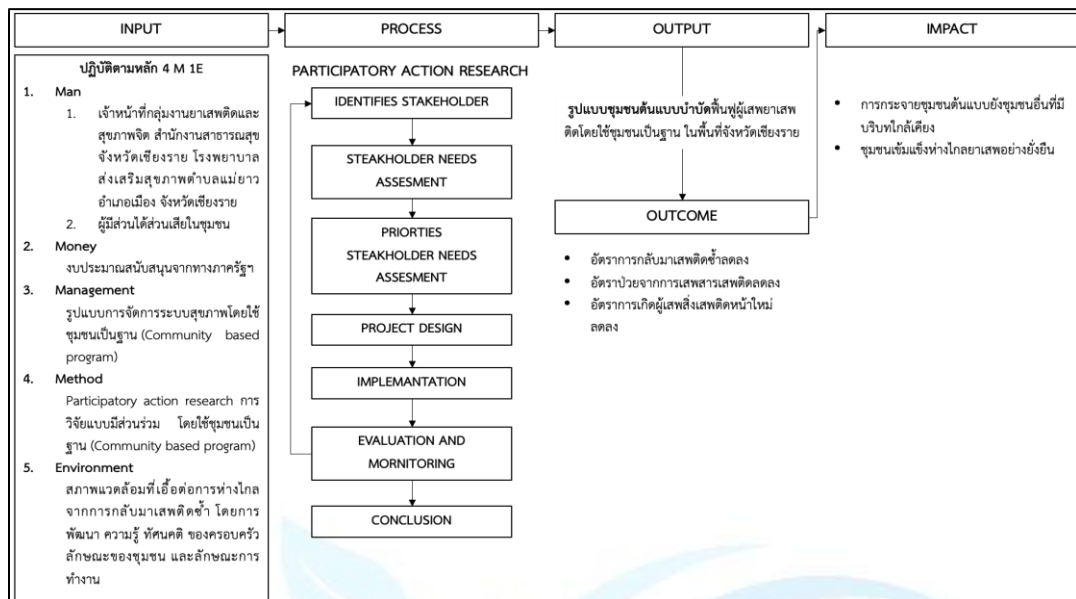 INPUT
PROCESS
OUTPUT
IMPACT
ปฏิบัติตามหลัก 4 M 1E
1. Man
1. เจ้าหน้าที่กลุ่มงานยาเสพติดและ
สุขภาพจิต สำนักงานสาธารณสุข
จังหวัดเชียงราย โรงพยาบาล
ส่งเสริมสุขภาพตำบลแม่ยาว
อำเภอเมือง จังหวัดเชียงราย
2. ผู้มีส่วนได้ส่วนเสียในชุมชน
2. Money
งบประมาณสนับสนุนจากทางภาครัฐฯ
3. Management
รูปแบบการจัดการระบบสุขภาพโดยใช้
ชุมชนเป็นฐาน (Community based
program)
4. Method
Participatory action research การ
วิจัยแบบมีส่วนร่วม โดยใช้ชุมชนเป็น
ฐาน (Community based program)
5. Environment
สภาพแวดล้อมที่เอื้อต่อการห่างไกล
จากการกลับมาเสพติดซ้ำ โดยการ
พัฒนา ความรู้ ทัศนคติ ของครอบครัว
ลักษณะของชุมชน และลักษณะการ
ทำงาน
PARTICIPATORY ACTION RESEARCH
IDENTIFIES STAKEHOLDER
STEAKHOLDER NEEDS
ASSESMENT
PRIORTIES
STEAKHOLDER NEEDS
ASSESMENT
PROJECT DESIGN
IMPLEMANTATION
EVALUATION AND
MORNITORING
CONCLUSION
รูปแบบชุมชนต้นแบบบำบัดฟื้นฟูผู้เสพยาเสพ
ติดโดยใช้ชุมชนเป็นฐาน ในพื้นที่จังหวัดเชียงราย
OUTCOME
• อัตราการกลับมาเสพติดซ้ำลดลง
• อัตราป่วยจากการเสพสารเสพติดลดลง
• อัตราการเกิดผู้เสพสิ่งเสพติดหน้าใหม่
ลดลง
• การกระจายชุมชนต้นแบบยังชุมชนอื่นที่มี
บริบทใกล้เคียง
• ชุมชนเข้มแข็งห่างไกลยาเสพอย่างยั่งยืน